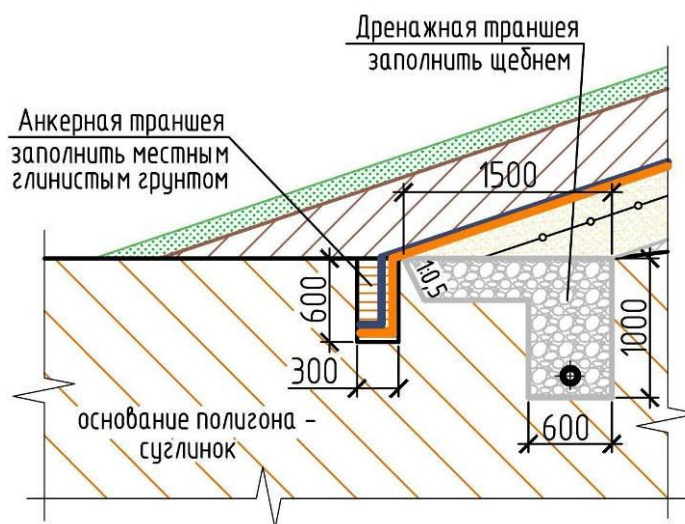 Дренажная траншея
заполнить щебнем
Анкерная траншея
заполнить местным
глинистым грунтом
1500
1:0,5
600
1000
300
600
основание полигона –
суглинок